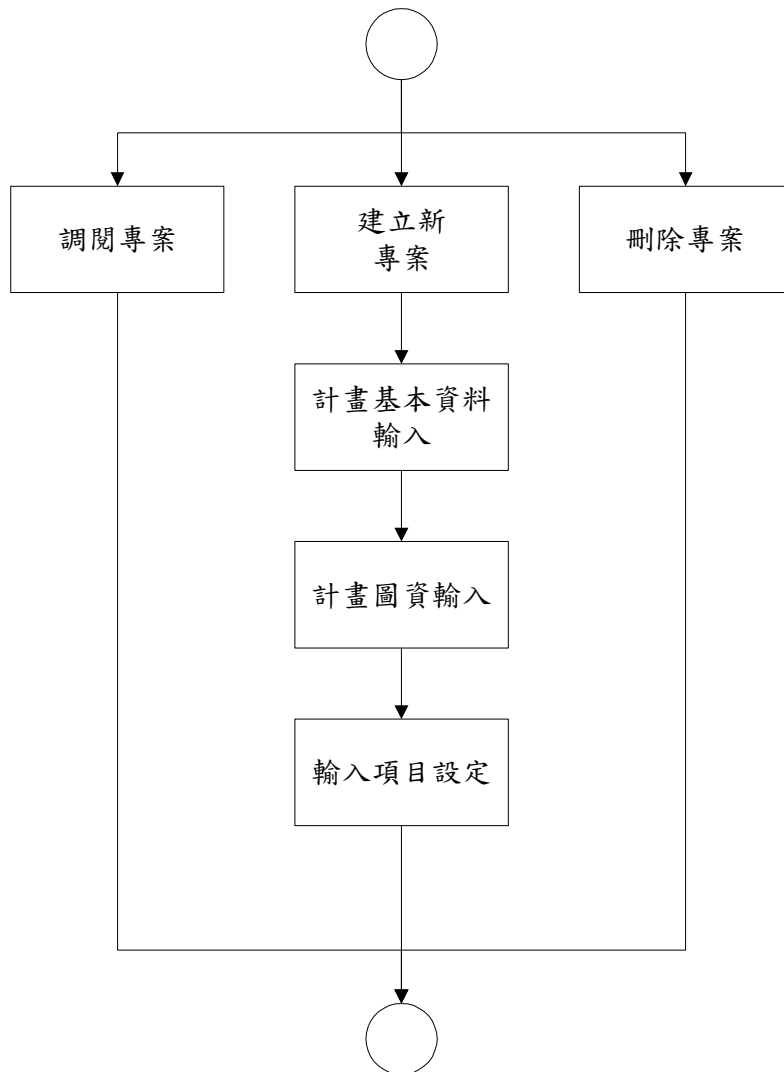 調閱專案
建立新
專案
刪除專案
計畫基本資料
輸入
計畫圖資輸入
輸入項目設定